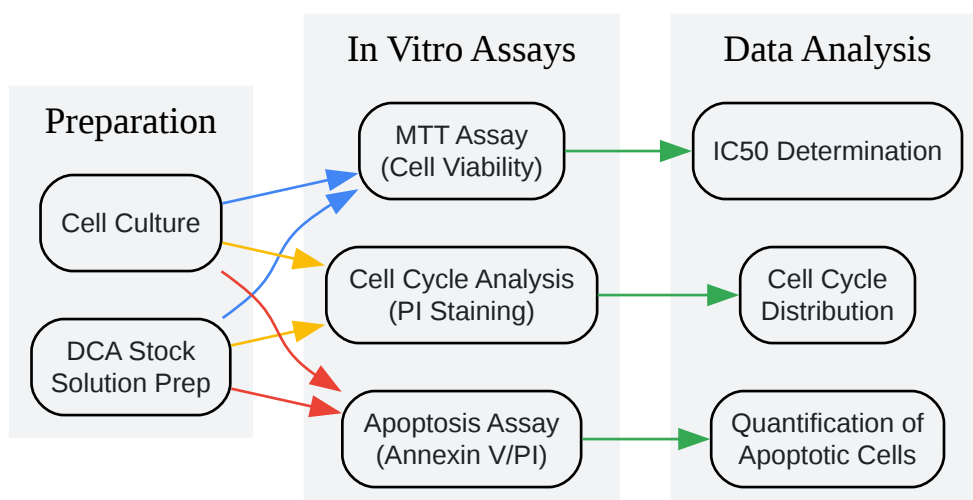 Preparation
Cell Culture
DCA Stock
Solution Prep
In Vitro Assays
MTT Assay
(Cell Viability)
Cell Cycle Analysis
(PI Staining)
Apoptosis Assay
(Annexin V/PI)
Data Analysis
IC50 Determination
Cell Cycle
Distribution
Quantification of
Apoptotic Cells